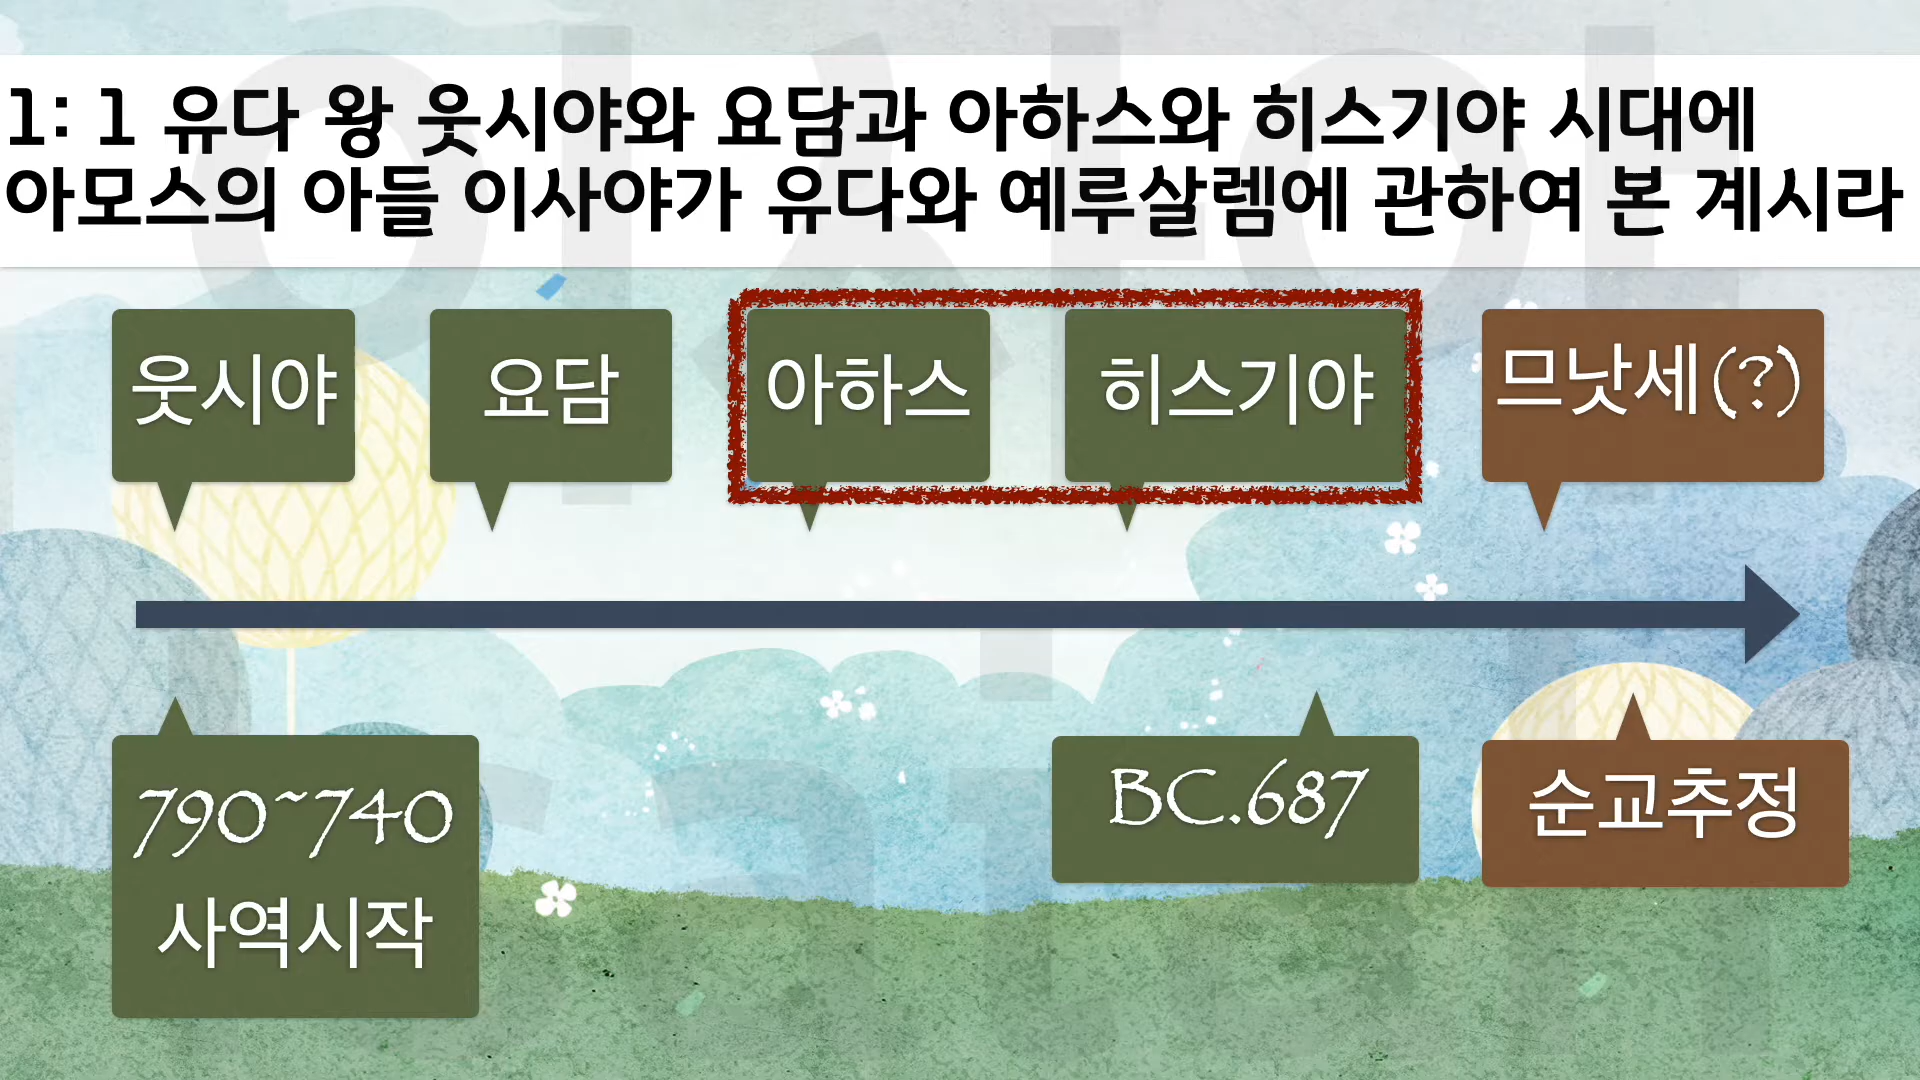 1: 1 유다 왕 웃시야와 요담과 아하스와 히스기야 시대에
아모스의 아들 이사야가 유다와 예루살렘에 관하여 본 계시라
웃시야
요담
아하스
히스기야
므낫세(?)
790~740
사역시작
BC.687
순교추정